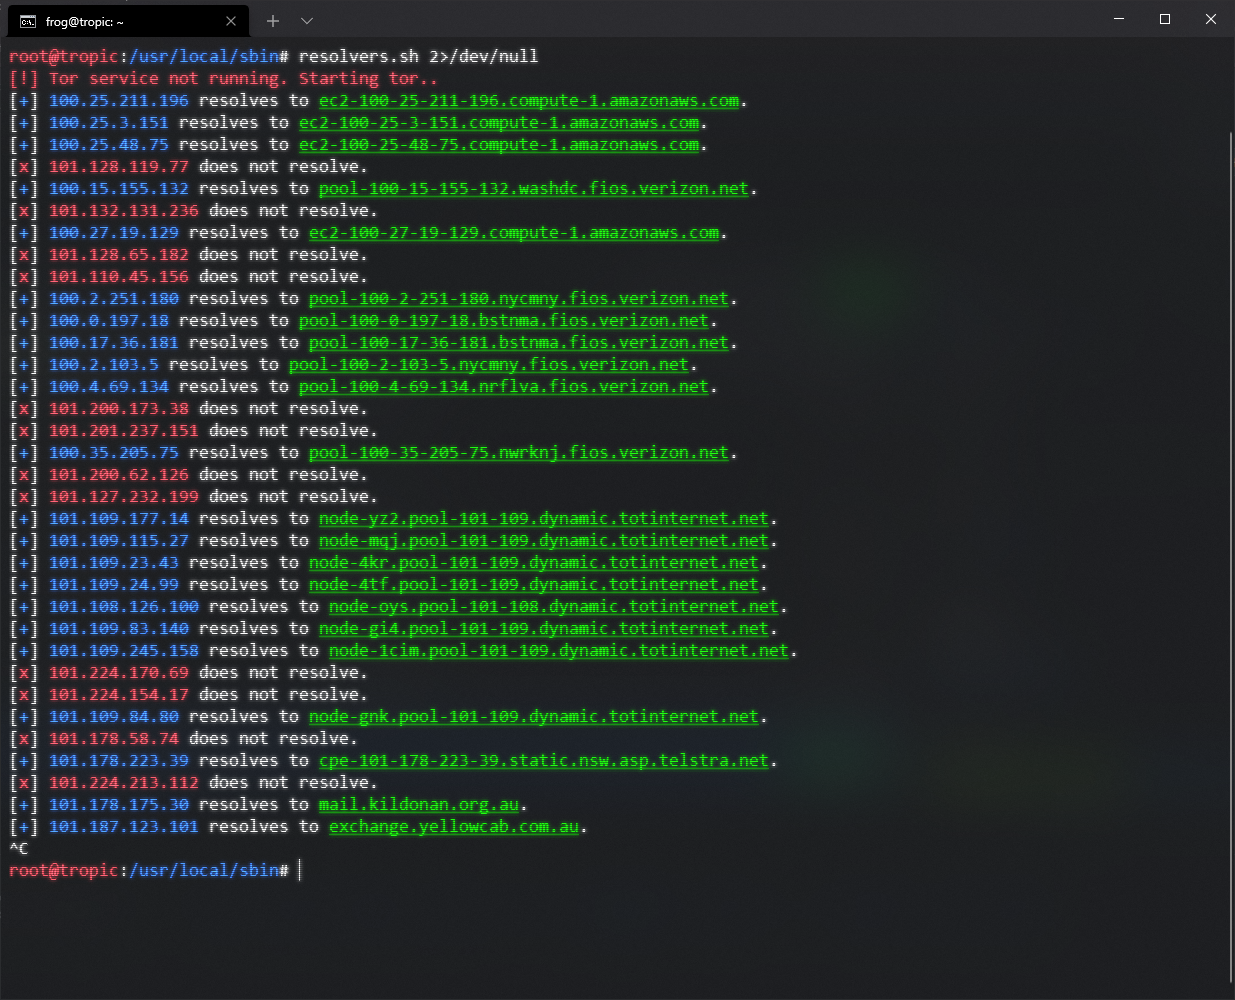 frog@tropic: ~
root@tropic:/usr/local/sbin# resolvers.sh 2>/dev/null
[!] Tor service not running. Starting tor..
[+] 100.25.211.196 resolves to ec2-100-25-211-196.compute-1.amazonaws.com.
[+] 100.25.3.151 resolves to ec2-100-25-3-151.compute-1.amazonaws.com.
[+] 100.25.48.75 resolves to ec2-100-25-48-75.compute-1.amazonaws.com.
[x] 101.128.119.77 does not resolve.
[+] 100.15.155.132 resolves to pool-100-15-155-132.washdc.fios.verizon.net.
[x] 101.132.131.236 does not resolve.
[+] 100.27.19.129 resolves to ec2-100-27-19-129.compute-1.amazonaws.com.
[x] 101.128.65.182 does not resolve.
[x] 101.110.45.156 does not resolve.
[+] 100.2.251.180 resolves to pool-100-2-251-180.nycmny.fios.verizon.net.
[+] 100.0.197.18 resolves to pool-100-0-197-18.bstnma.fios.verizon.net.
[+] 100.17.36.181 resolves to pool-100-17-36-181.bstnma.fios.verizon.net.
[+] 100.2.103.5 resolves to pool-100-2-103-5.nycmny.fios.verizon.net.
[+] 100.4.69.134 resolves to pool-100-4-69-134.nrflva.fios.verizon.net.
[x] 101.200.173.38 does not resolve.
[x] 101.201.237.151 does not resolve.
[+] 100.35.205.75 resolves to pool-100-35-205-75.nwrknj.fios.verizon.net.
[x] 101.200.62.126 does not resolve.
[x] 101.127.232.199 does not resolve.
[+] 101.109.177.14 resolves to node-yz2.pool-101-109.dynamic.totinternet.net.
[+] 101.109.115.27 resolves to node-mqj.pool-101-109.dynamic.totinternet.net.
[+] 101.109.23.43 resolves to node-4kr.pool-101-109.dynamic.totinternet.net.
[+] 101.109.24.99 resolves to node-4tf.pool-101-109.dynamic.totinternet.net.
[+] 101.108.126.100 resolves to node-oys.pool-101-108.dynamic.totinternet.net.
[+] 101.109.83.140 resolves to node-gi4.pool-101-109.dynamic.totinternet.net.
[+] 101.109.245.158 resolves to node-1cim.pool-101-109.dynamic.totinternet.net.
[x] 101.224.170.69 does not resolve.
[x] 101.224.154.17 does not resolve.
[+] 101.109.84.80 resolves to node-gnk.pool-101-109.dynamic.totinternet.net.
[x] 101.178.58.74 does not resolve.
[+] 101.178.223.39 resolves to cpe-101-178-223-39.static.nsw.asp.telstra.net.
[x] 101.224.213.112 does not resolve.
[+] 101.178.175.30 resolves to mail.kildonan.org.au.
[+] 101.187.123.101 resolves to exchange.yellowcab.com.au.
^C
root@tropic:/usr/local/sbin#